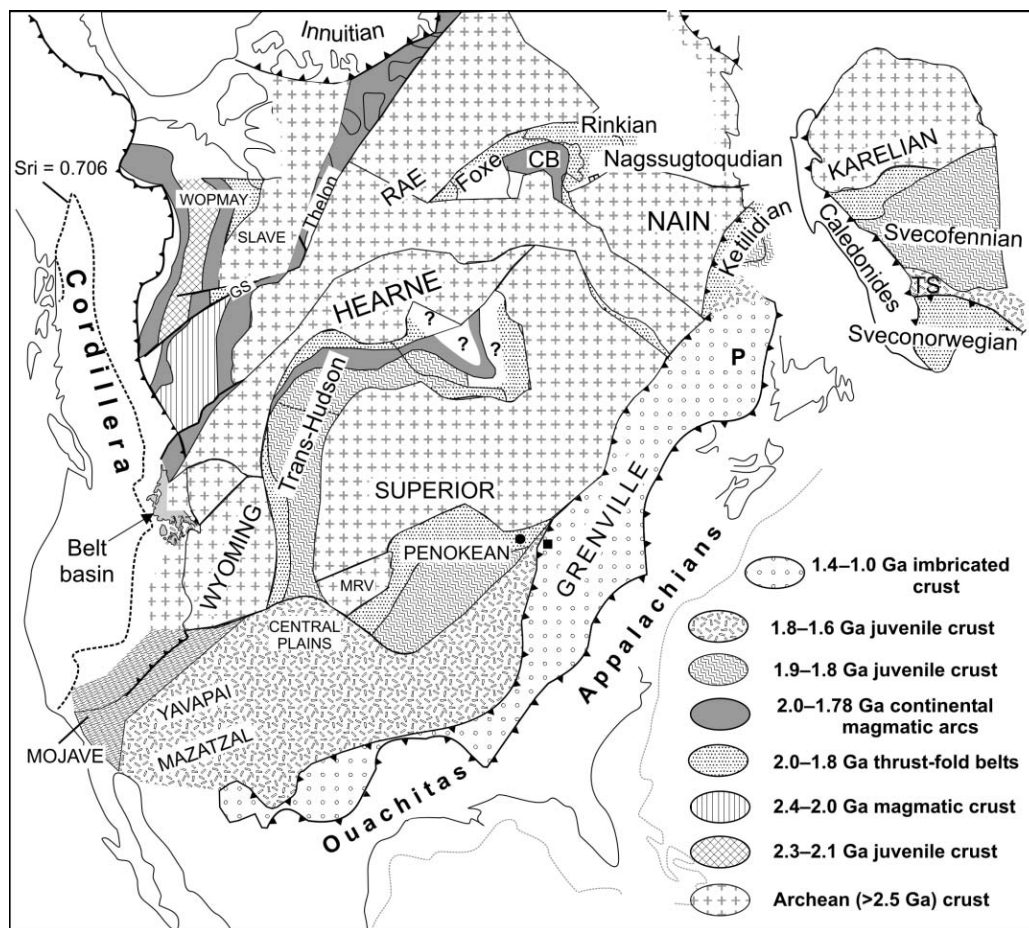 Innuitian
Sri = 0.706
WOPMAY
SLAVE
Thelon
GS
RAE
Foxe
CB
Rinkian
Nagssugtoqudian
NAIN
Ketilidian
KARELIAN
Svecofennian
Caledonides
TS
Sveconorwegian
Cordillera
HEARNE
?
?
?
P
Trans-Hudson
SUPERIOR
Belt
basin
WYOMING
PENOKEAN
MRV
GRENVILLE
CENTRAL
PLAINS
YAVAPAI
MAZATZAL
MOJAVE
Appalachians
Ouachitas
1.4–1.0 Ga imbricated
crust
1.8–1.6 Ga juvenile crust
1.9–1.8 Ga juvenile crust
2.0–1.78 Ga continental
magmatic arcs
2.0–1.8 Ga thrust-fold belts
2.4–2.0 Ga magmatic crust
2.3–2.1 Ga juvenile crust
Archean (>2.5 Ga) crust